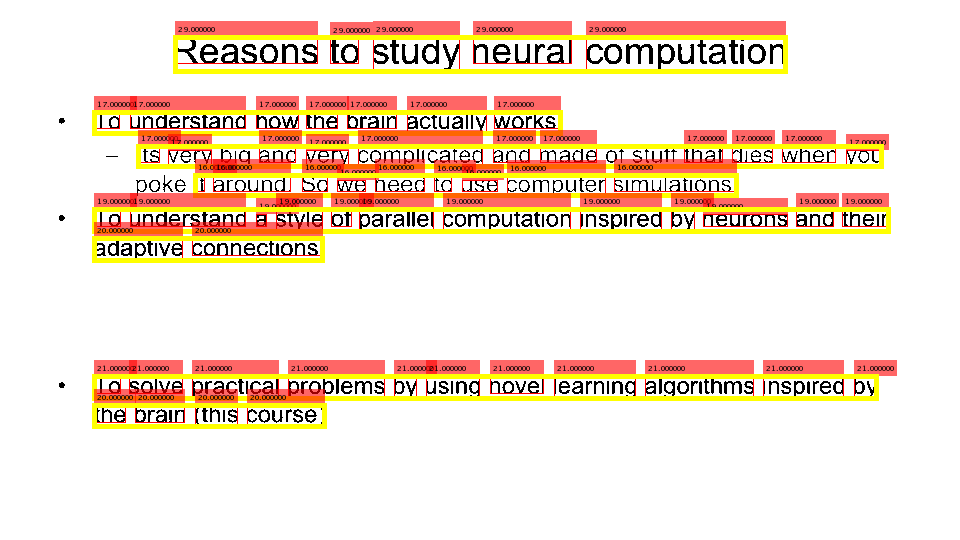 Reasons to study neural computation
• To understand how the brain actually works
– Its very big and very complicated and made of stuff that dies when you
poke it around. So we need to use computer simulations.
• To understand a style of parallel computation inspired by neurons and their
adaptive connections
• To solve practical problems by using novel learning algorithms inspired by
the brain (this course)